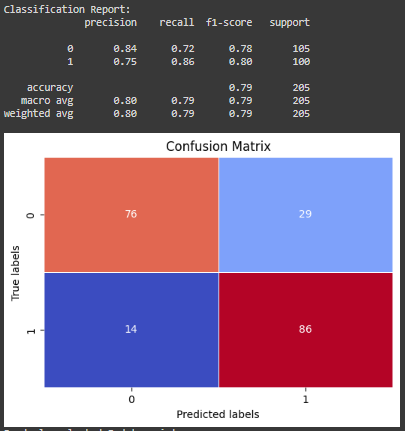 Classification Report:
precision recall f1-score support
0 0.84 0.72 0.78 105
1 0.75 0.86 0.80 100
accuracy 0.79 205
macro avg 0.80 0.79 0.79 205
weighted avg 0.80 0.79 0.79 205
Confusion Matrix
0 76 29
True labels
1 14 86
0 1
Predicted labels